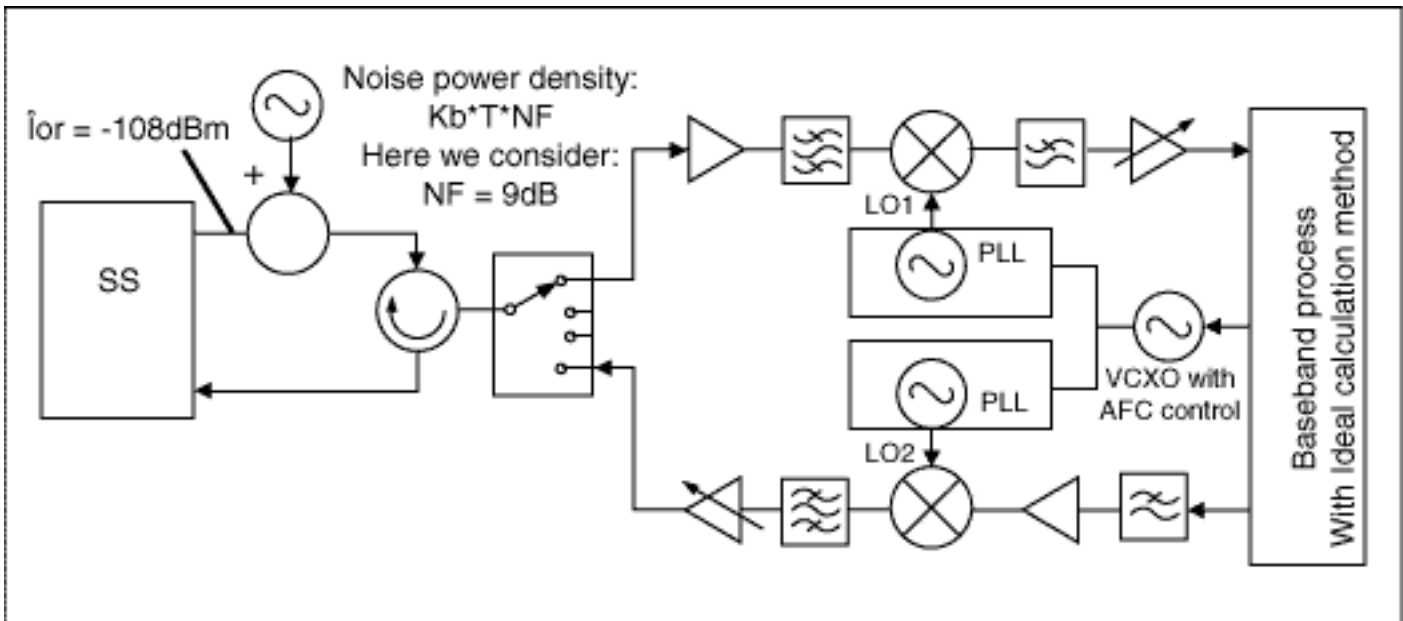 Noise power density:
Kb*T*NF
Here we consider:
NF = 9dB
Îor = -108dBm
+
SS
LO1
PLL
PLL
LO2
VCXO with
AFC control
Baseband process
With Ideal calculation method